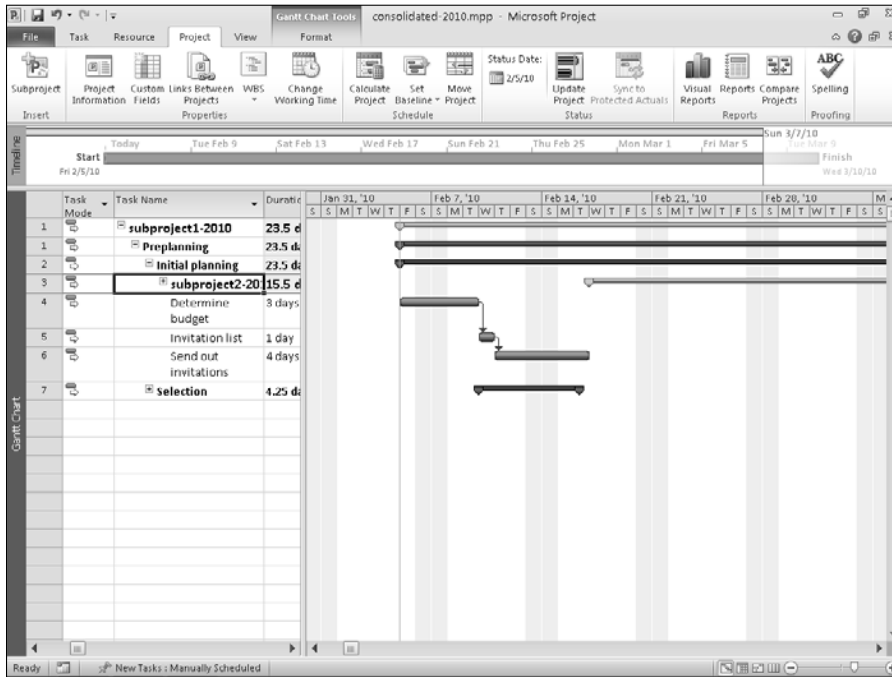 consolidated-2010.mpp - Microsoft Project
Gantt Chart Tools
File Task Resource Project View Format
Subproject
Project Information
Custom Fields
Links Between Projects
WBS
Change Working Time
Calculate Project
Set Baseline
Move Project
Status Date:
2/5/10
Update Project
Sync to Protected Actuals
Visual Reports
Reports
Compare Projects
ABC
Spelling
Insert Properties Schedule Status Reports Proofing
Timeline
Sun 3/7/10
Today Tue Feb 9 Sat Feb 13 Wed Feb 17 Sun Feb 21 Thu Feb 25 Mon Mar 1 Fri Mar 5 Tue Mar 9
Start
Fri 2/5/10
Finish
Wed 3/10/10
Task Mode Task Name Duratic
Jan 31, '10 Feb 7, '10 Feb 14, '10 Feb 21, '10 Feb 28, '10 M
S S M T W T F S S M T W T F S S M T W T F S S M T W T F S S M T W T F S S
1 subproject1-2010 23.5 d
1 Preplanning 23.5 da
2 Initial planning 23.5 da
3 subproject2-20 15.5 d
4 Determine budget 3 days
5 Invitation list 1 day
6 Send out invitations 4 days
7 Selection 4.25 da
Gantt Chart
Ready New Tasks : Manually Scheduled